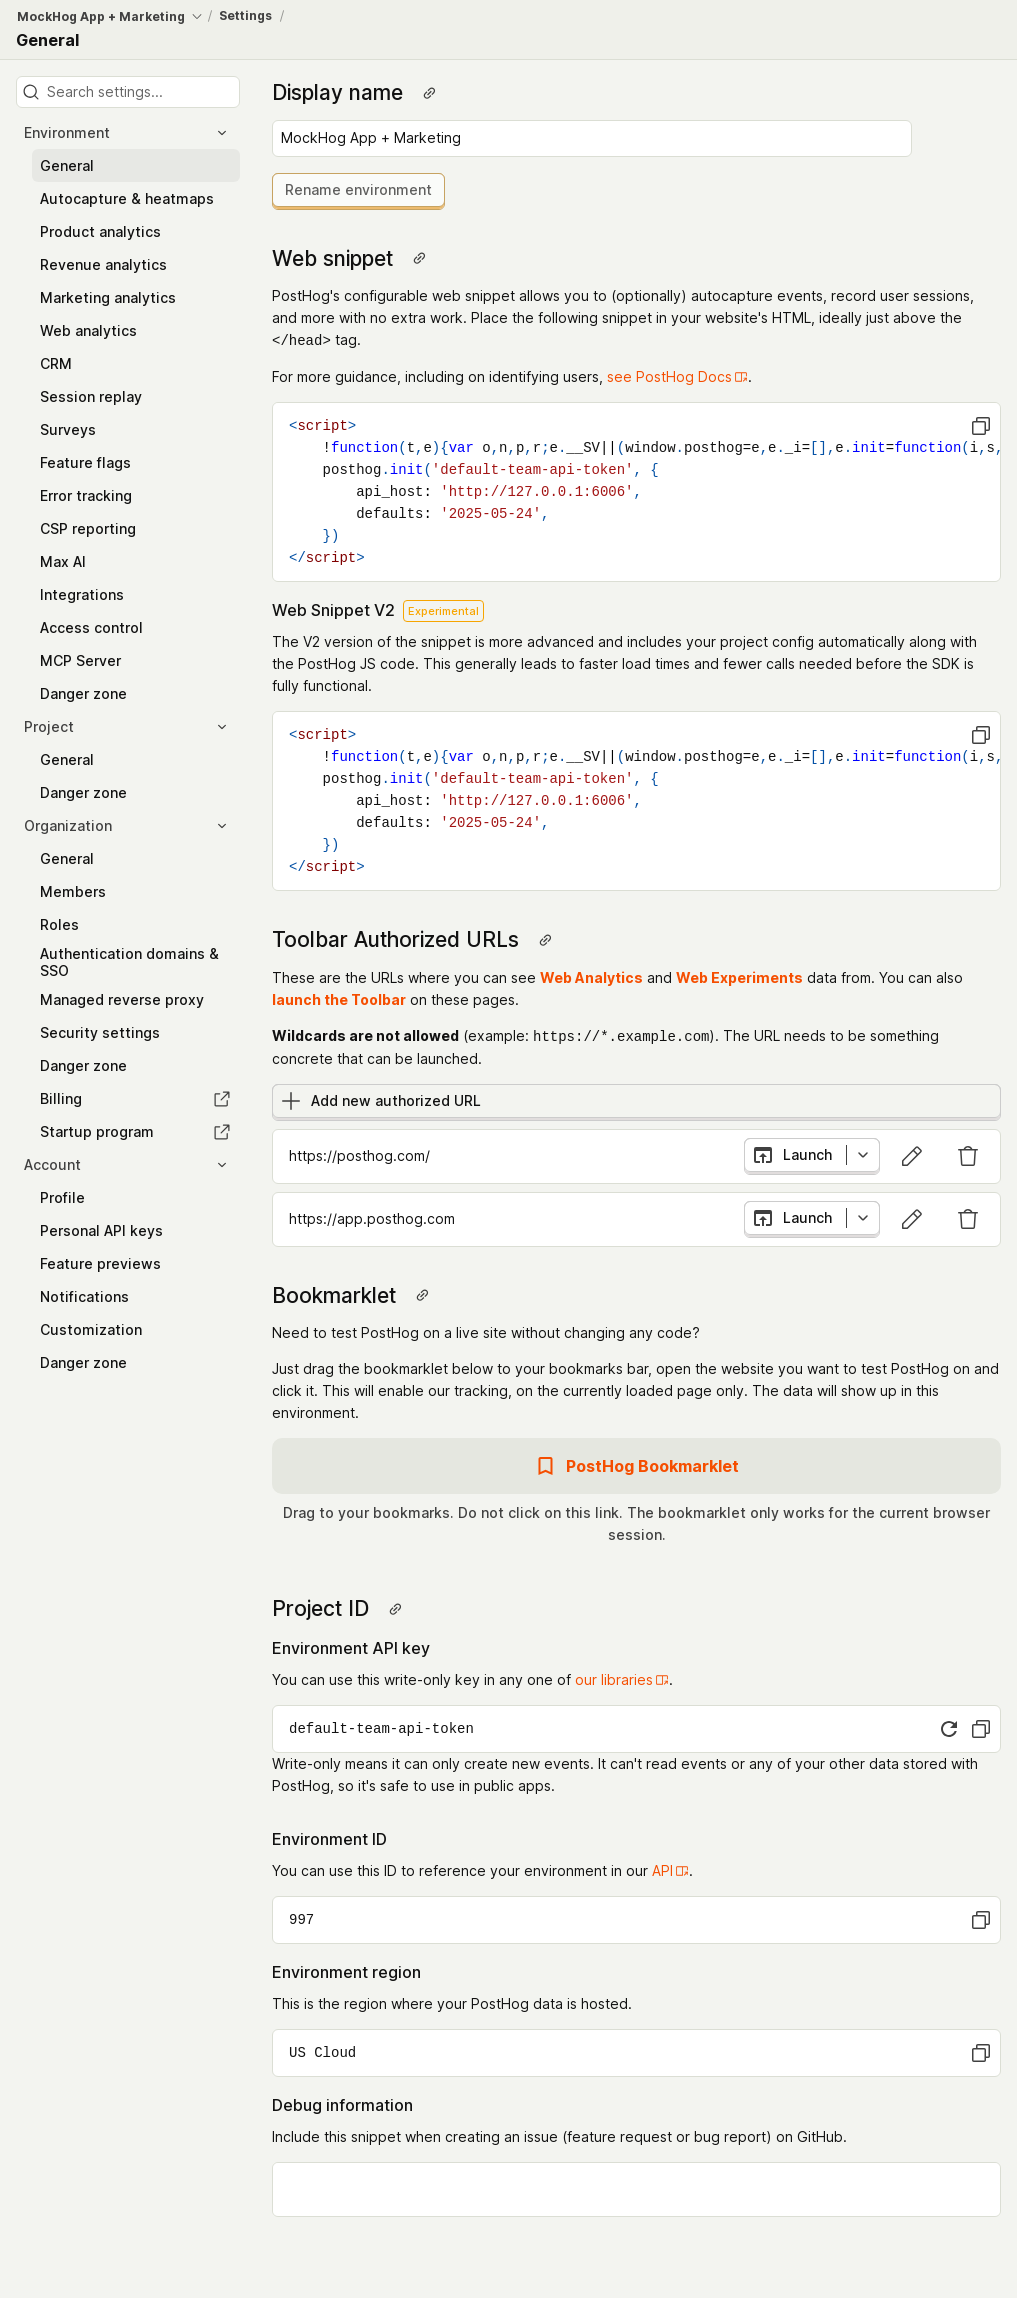 MockHog App + Marketing / Settings /
General
Search settings...
Environment
General
Autocapture & heatmaps
Product analytics
Revenue analytics
Marketing analytics
Web analytics
CRM
Session replay
Surveys
Feature flags
Error tracking
CSP reporting
Max AI
Integrations
Access control
MCP Server
Danger zone
Project
General
Danger zone
Organization
General
Members
Roles
Authentication domains &
SSO
Managed reverse proxy
Security settings
Danger zone
Billing
Startup program
Account
Profile
Personal API keys
Feature previews
Notifications
Customization
Danger zone
Display name
MockHog App + Marketing
Rename environment
Web snippet
PostHog's configurable web snippet allows you to (optionally) autocapture events, record user sessions,
and more with no extra work. Place the following snippet in your website's HTML, ideally just above the
</head> tag.
For more guidance, including on identifying users, see PostHog Docs.
<script>
!function(t,e){var o,n,p,r;e.__SV||(window.posthog=e,e._i=[],e.init=function(i,s,
posthog.init('default-team-api-token', {
api_host: 'http://127.0.0.1:6006',
defaults: '2025-05-24',
})
</script>
Web Snippet V2 Experimental
The V2 version of the snippet is more advanced and includes your project config automatically along with
the PostHog JS code. This generally leads to faster load times and fewer calls needed before the SDK is
fully functional.
<script>
!function(t,e){var o,n,p,r;e.__SV||(window.posthog=e,e._i=[],e.init=function(i,s,
posthog.init('default-team-api-token', {
api_host: 'http://127.0.0.1:6006',
defaults: '2025-05-24',
})
</script>
Toolbar Authorized URLs
These are the URLs where you can see Web Analytics and Web Experiments data from. You can also
launch the Toolbar on these pages.
Wildcards are not allowed (example: https://*.example.com). The URL needs to be something
concrete that can be launched.
Add new authorized URL
https://posthog.com/ Launch
https://app.posthog.com Launch
Bookmarklet
Need to test PostHog on a live site without changing any code?
Just drag the bookmarklet below to your bookmarks bar, open the website you want to test PostHog on and
click it. This will enable our tracking, on the currently loaded page only. The data will show up in this
environment.
PostHog Bookmarklet
Drag to your bookmarks. Do not click on this link. The bookmarklet only works for the current browser
session.
Project ID
Environment API key
You can use this write-only key in any one of our libraries.
default-team-api-token
Write-only means it can only create new events. It can't read events or any of your other data stored with
PostHog, so it's safe to use in public apps.
Environment ID
You can use this ID to reference your environment in our API.
997
Environment region
This is the region where your PostHog data is hosted.
US Cloud
Debug information
Include this snippet when creating an issue (feature request or bug report) on GitHub.